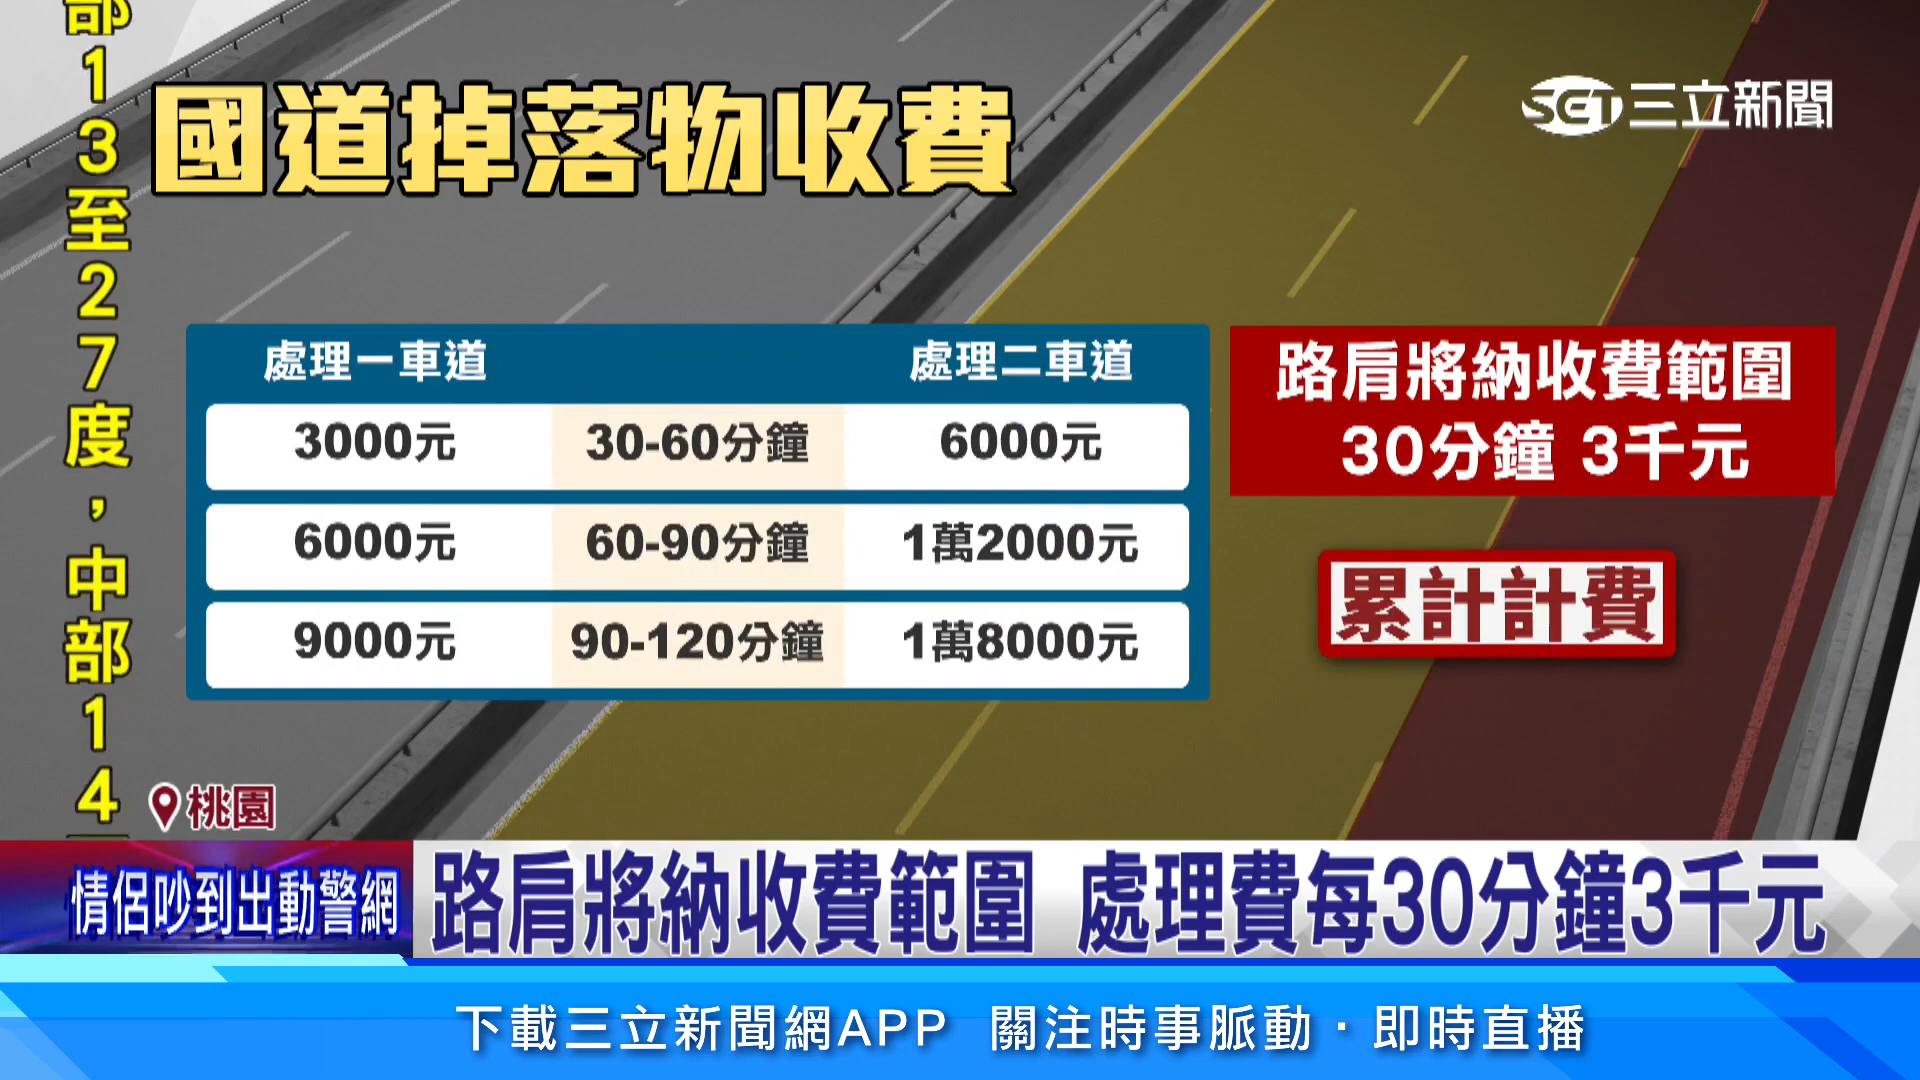 部13至27度，中部14
國道掉落物收費
SET三立新聞
處理一車道 處理二車道
3000元 30-60分鐘 6000元
6000元 60-90分鐘 1萬2000元
9000元 90-120分鐘 1萬8000元
路肩將納收費範圍
30分鐘 3千元
累計計費
桃園
情侶吵到出動警網
路肩將納收費範圍 處理費每30分鐘3千元
下載三立新聞網APP 關注時事脈動·即時直播